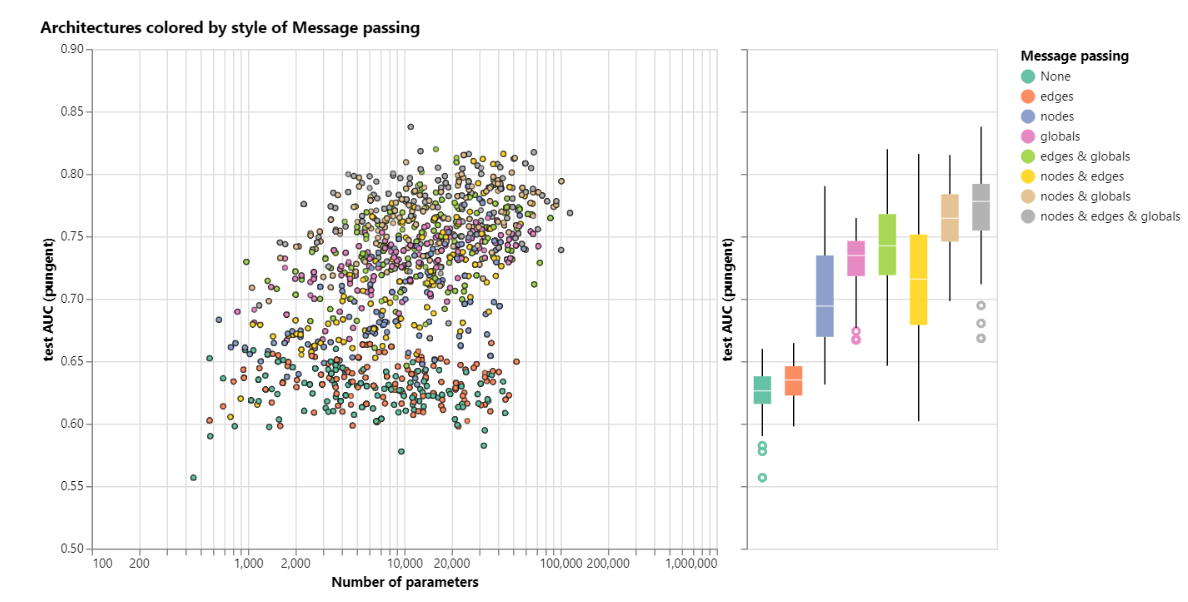 Architectures colored by style of Message passing
0.90
0.85
0.80
0.75
0.70
0.65
0.60
0.55
0.50
test AUC (pungent)
100 200 1,000 2,000 10,000 20,000 100,000 200,000 1,000,000
Number of parameters
test AUC (pungent)
Message passing
None
edges
nodes
globals
edges & globals
nodes & edges
nodes & globals
nodes & edges & globals